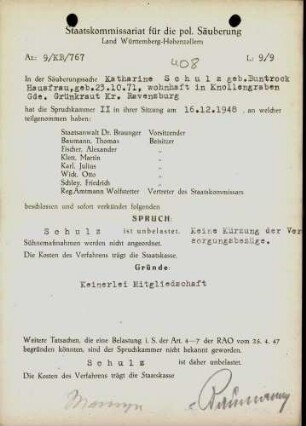 Staatskommissariat für die pol. Säuberung
Land Württemberg-Hohenzollern
Az: 9/KB/767
L: 9/9
408
In der Säuberungssache Katharine Schulz geb.Buntrock
Hausfrau,geb.23.10.71, wohnhaft in Knollengraben
Gde. Grünkraut Kr. Ravensburg
hat die Spruchkammer II in ihrer Sitzung am 16.12.1948 , an welcher
teilgenommen haben:
Staatsanwalt Dr. Braunger Vorsitzender
Baumann, Thomas Beisitzer
Fischer, Alexander „
Klett, Martin „
Karl, Julius „
Wick, Otto „
Schley, Friedrich „
Reg.Amtmann Wolfstetter Vertreter des Staatskommissars
beschlossen und sofort verkündet folgenden
SPRUCH:
Schulz ist unbelastet. Keine Kürzung der Ver
Sühnemaßnahmen werden nicht angeordnet. sorgungsbezüge.
Die Kosten des Verfahrens trägt die Staatskasse.
Gründe:
Keinerlei Mitgliedschaft
Weitere Tatsachen, die eine Belastung i. S. der Art. 4—7 der RAO vom 25. 4. 47
begründen könnten, sind der Spruchkammer nicht bekannt geworden.
Schulz ist daher unbelastet.
Die Kosten des Verfahrens trägt die Staatskasse
Baumann